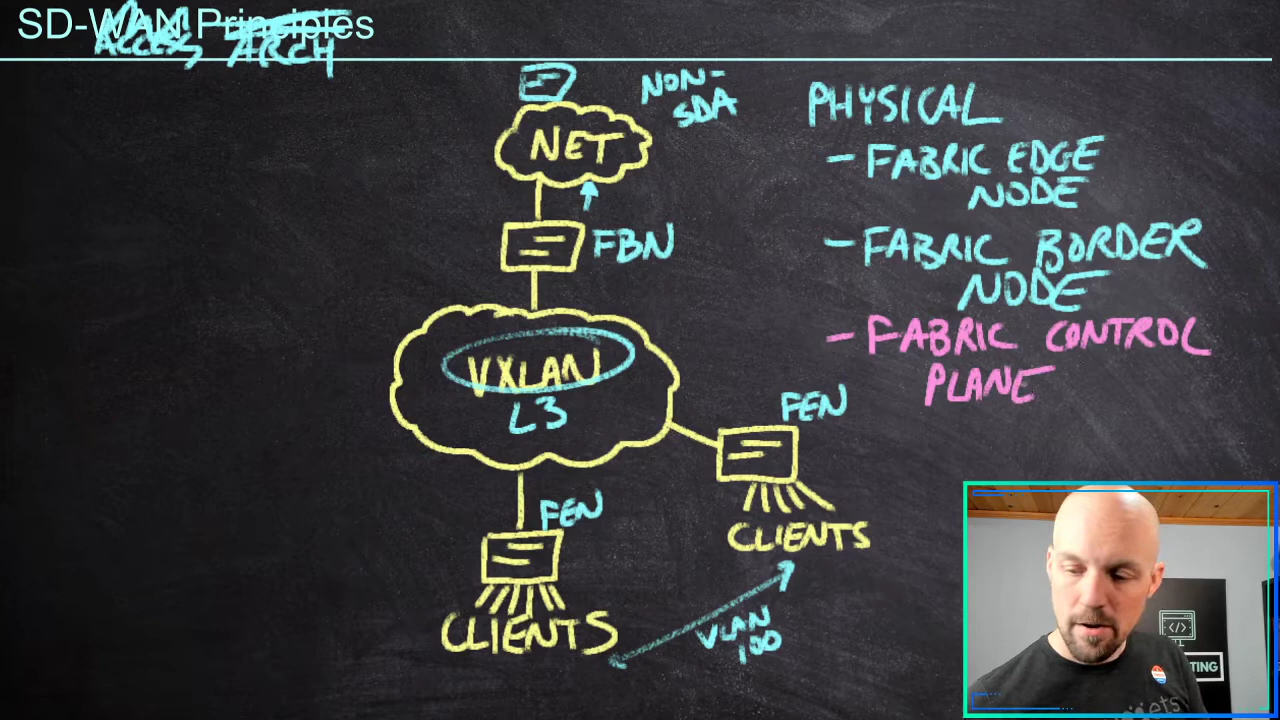 SD-WAN Principles
ACCESS ARCH
NON-
SDA
NET
FBN
VXLAN
L3
FEN
CLIENTS
FEN
CLIENTS
VLAN
100
PHYSICAL
- FABRIC EDGE
NODE
- FABRIC BORDER
NODE
- FABRIC CONTROL
PLANE
</>
TING